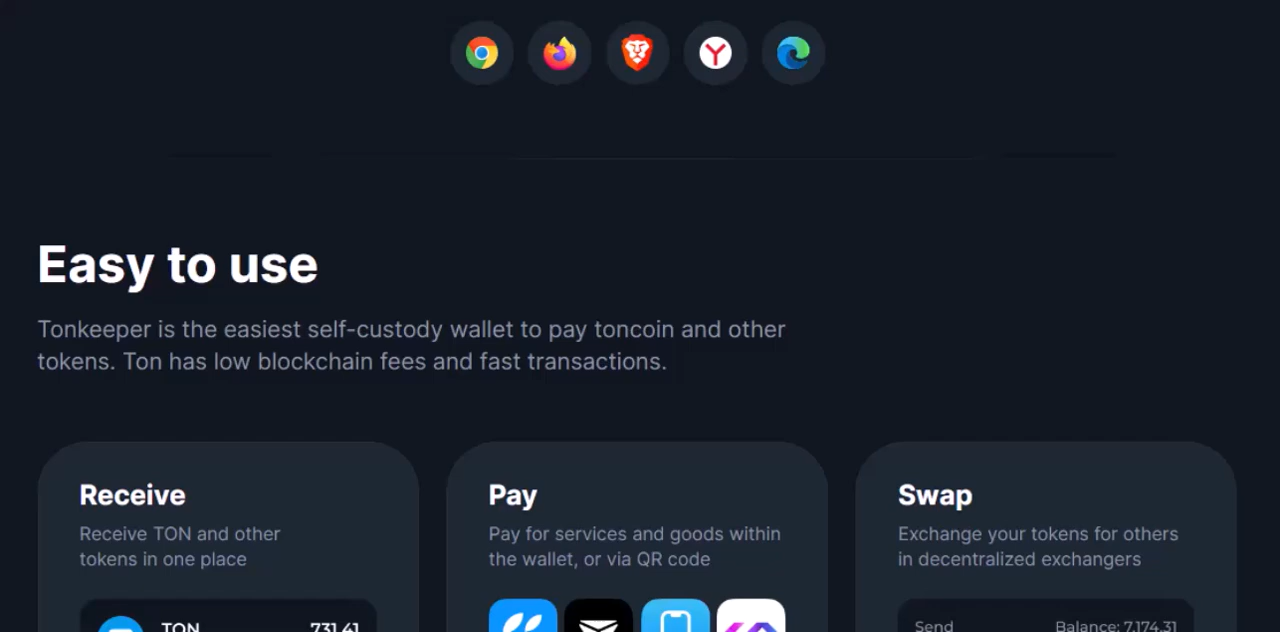 Easy to use
Tonkeeper is the easiest self-custody wallet to pay toncoin and other
tokens. Ton has low blockchain fees and fast transactions.
Receive
Receive TON and other
tokens in one place
TON 731.41
Pay
Pay for services and goods within
the wallet, or via QR code
Swap
Exchange your tokens for others
in decentralized exchangers
Send Balance: 7,174.31